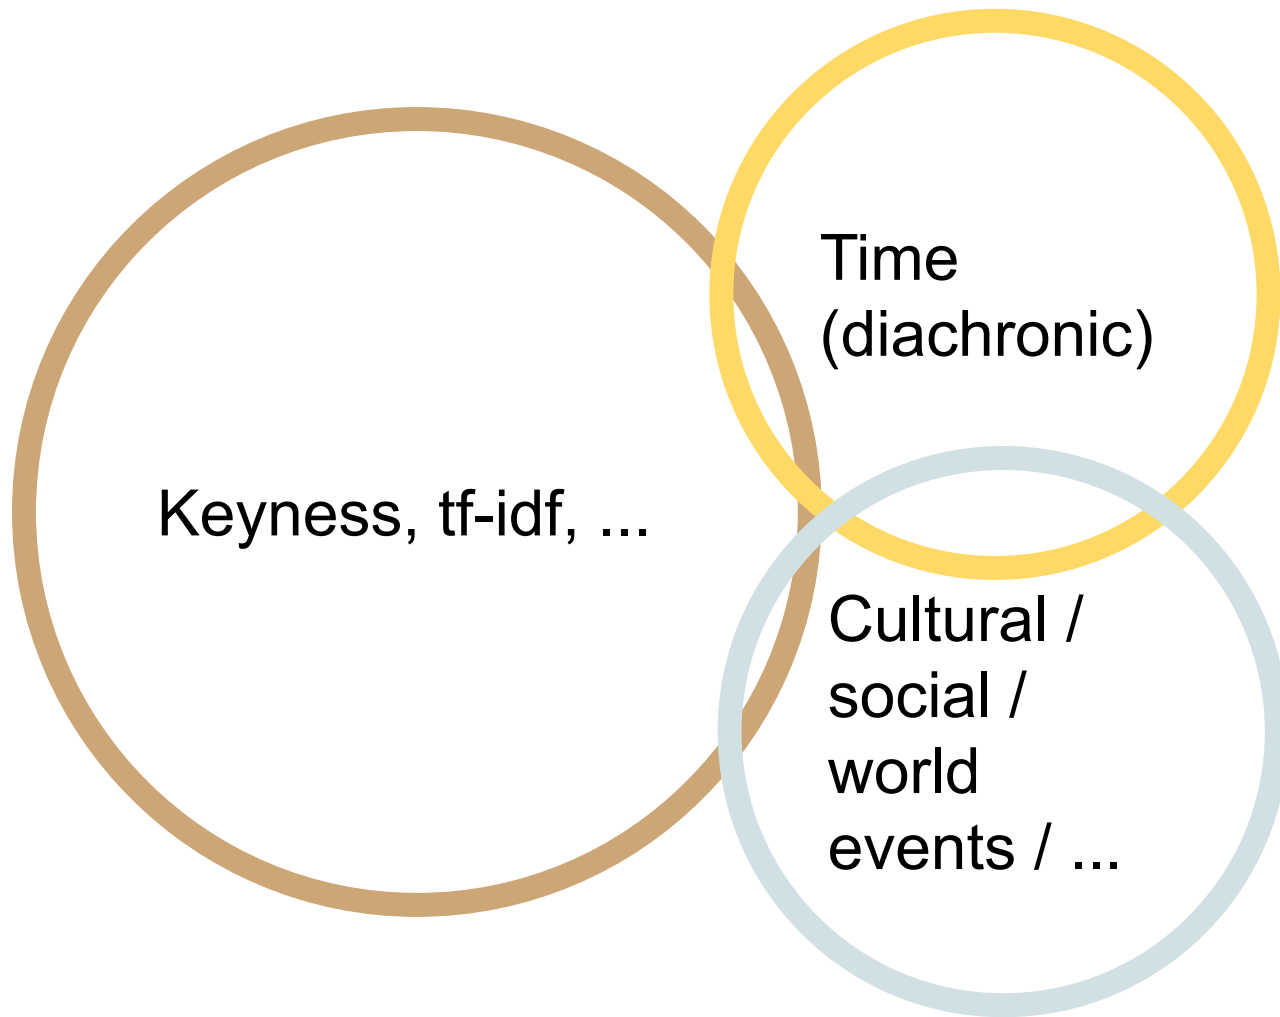 Keyness, tf-idf, ...
Time
(diachronic)
Cultural /
social /
world
events / ...